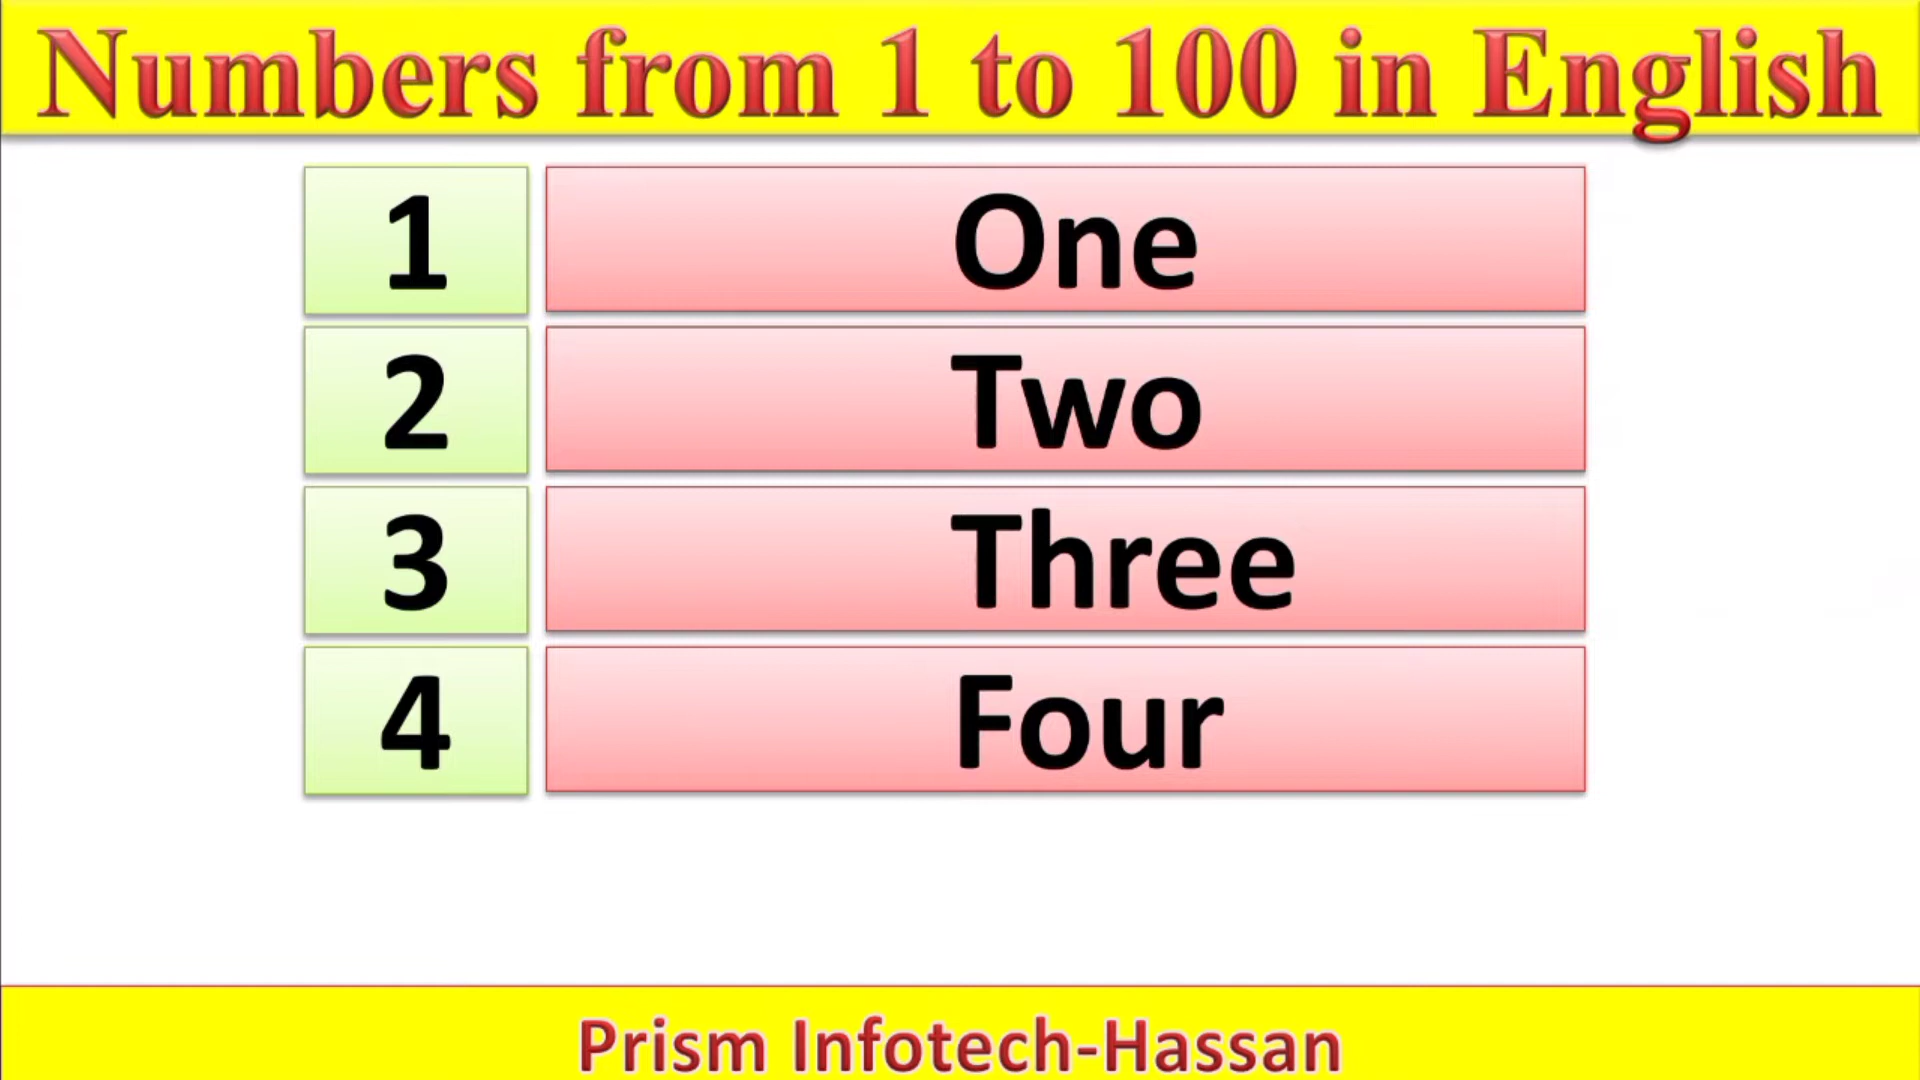 Numbers from 1 to 100 in English
1 One
2 Two
3 Three
4 Four
Prism Infotech-Hassan